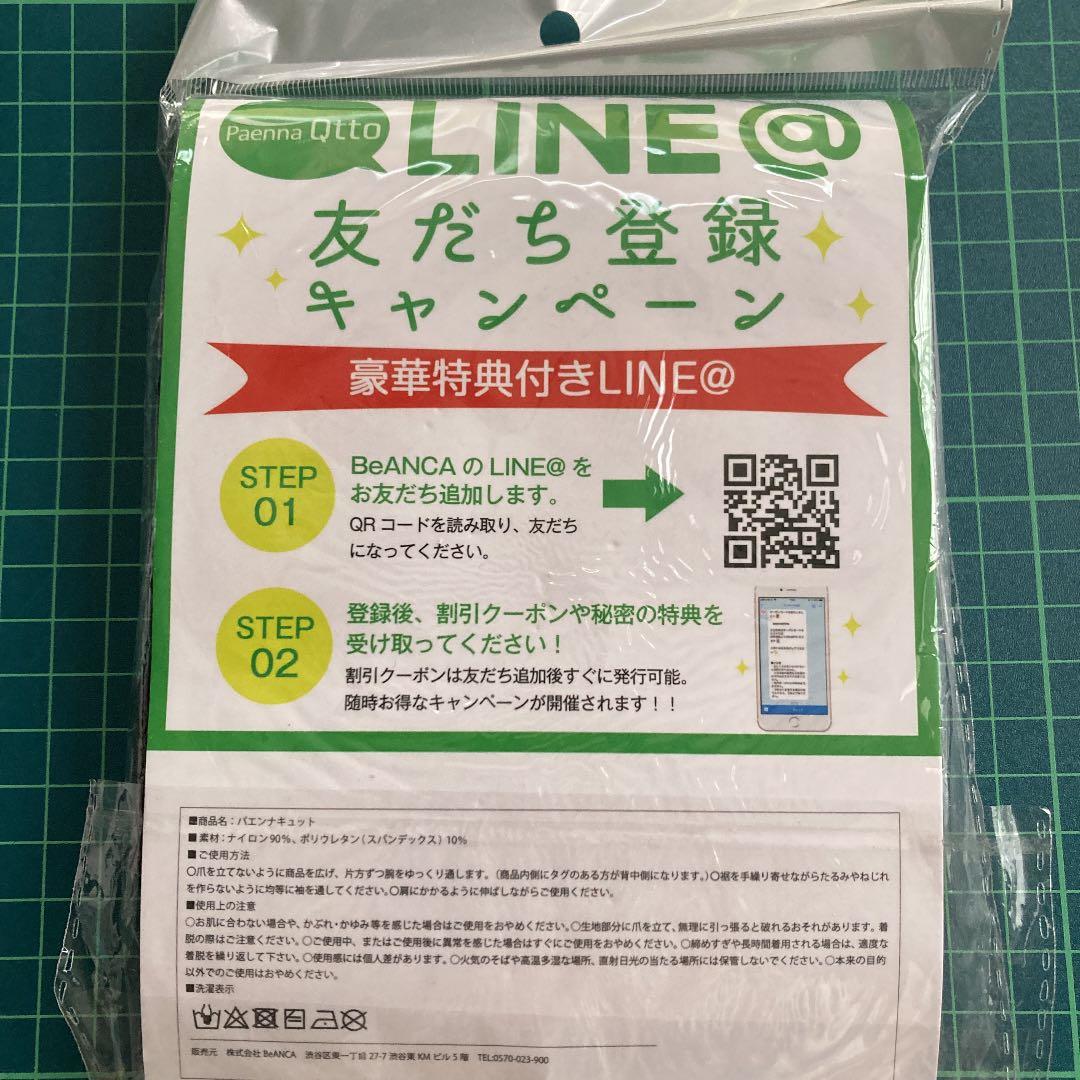 Paenna Qtto LINE@
友だち登録
キャンペーン
豪華特典付きLINE@
STEP 01
BeANCA の LINE@ を
お友だち追加します。
QR コードを読み取り、友だち
になってください。
STEP 02
登録後、割引クーポンや秘密の特典を
受け取ってください！
割引クーポンは友だち追加後すぐに発行可能。
随時お得なキャンペーンが開催されます！！
■商品名：パエンナキュット
■素材：ナイロン90%、ポリウレタン（スパンデックス）10%
■ご使用方法
○爪を立てないように商品を広げ、片方ずつ腕をゆっくり通します。（商品内側にタグのある方が背中側になります。）○裾を手繰り寄せながらたるみやねじれ
を作らないように均等に袖を通してください。○肩にかかるように伸ばしながらご使用ください。
■使用上の注意
○お肌に合わない場合や、かぶれ・かゆみ等を感じた場合はご使用をおやめください。○生地部分に爪を立て、無理に引っ張ると破れるおそれがあります。着
脱の際はご注意ください。○ご使用中、またはご使用後に異常を感じた場合はすぐにご使用をおやめください。○締めすぎや長時間着用される場合は、適度な
着脱を繰り返して下さい。○使用感には個人差があります。○火気のそばや高温多湿な場所、直射日光の当たる場所には保管しないでください。○本来の目的
以外でのご使用はおやめください。
■洗濯表示
販売元 株式会社 BeANCA 渋谷区東一丁目 27-7 渋谷東 KM ビル 5 階 TEL:0570-023-900